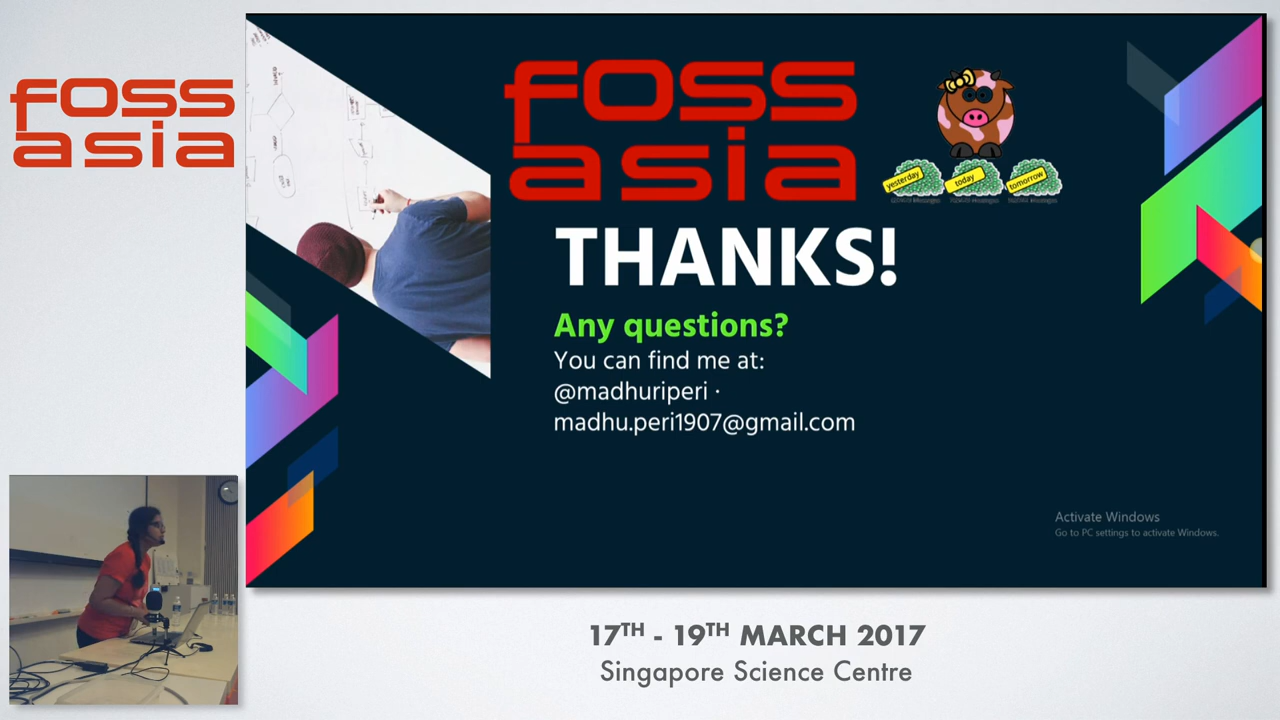 foss
asia
foss
asia
yesterday
today
tomorrow
THANKS!
Any questions?
You can find me at:
@madhuriperi ·
madhu.peri1907@gmail.com
Activate Windows
Go to PC settings to activate Windows.
17TH - 19TH MARCH 2017
Singapore Science Centre